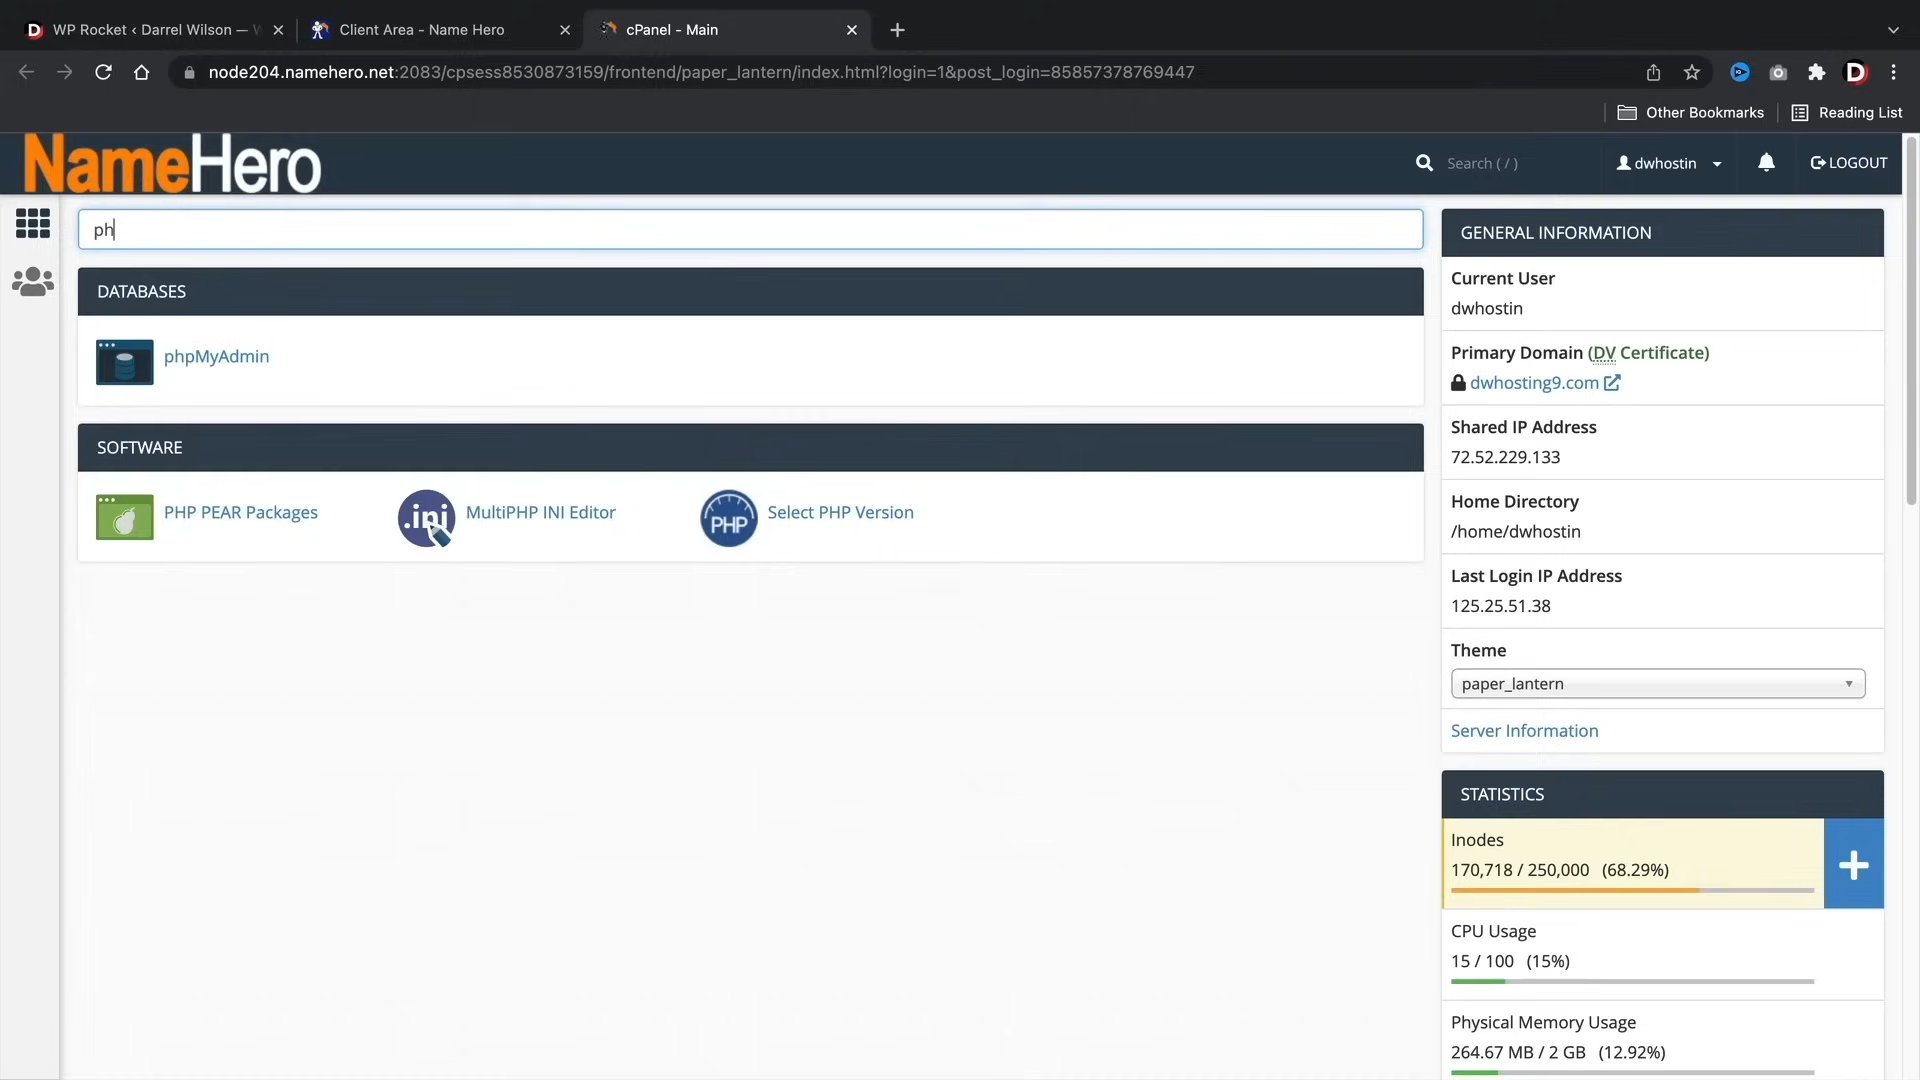 WP Rocket ‹ Darrel Wilson —
Client Area - Name Hero
cPanel - Main
node204.namehero.net:2083/cpsess8530873159/frontend/paper_lantern/index.html?login=1&post_login=85857378769447
Other Bookmarks
Reading List
NameHero
Search ( / )
dwhostin
LOGOUT
ph
DATABASES
phpMyAdmin
SOFTWARE
PHP PEAR Packages
.ini
MultiPHP INI Editor
PHP
Select PHP Version
GENERAL INFORMATION
Current User
dwhostin
Primary Domain (DV Certificate)
dwhosting9.com
Shared IP Address
72.52.229.133
Home Directory
/home/dwhostin
Last Login IP Address
125.25.51.38
Theme
paper_lantern
Server Information
STATISTICS
Inodes
170,718 / 250,000 (68.29%)
CPU Usage
15 / 100 (15%)
Physical Memory Usage
264.67 MB / 2 GB (12.92%)